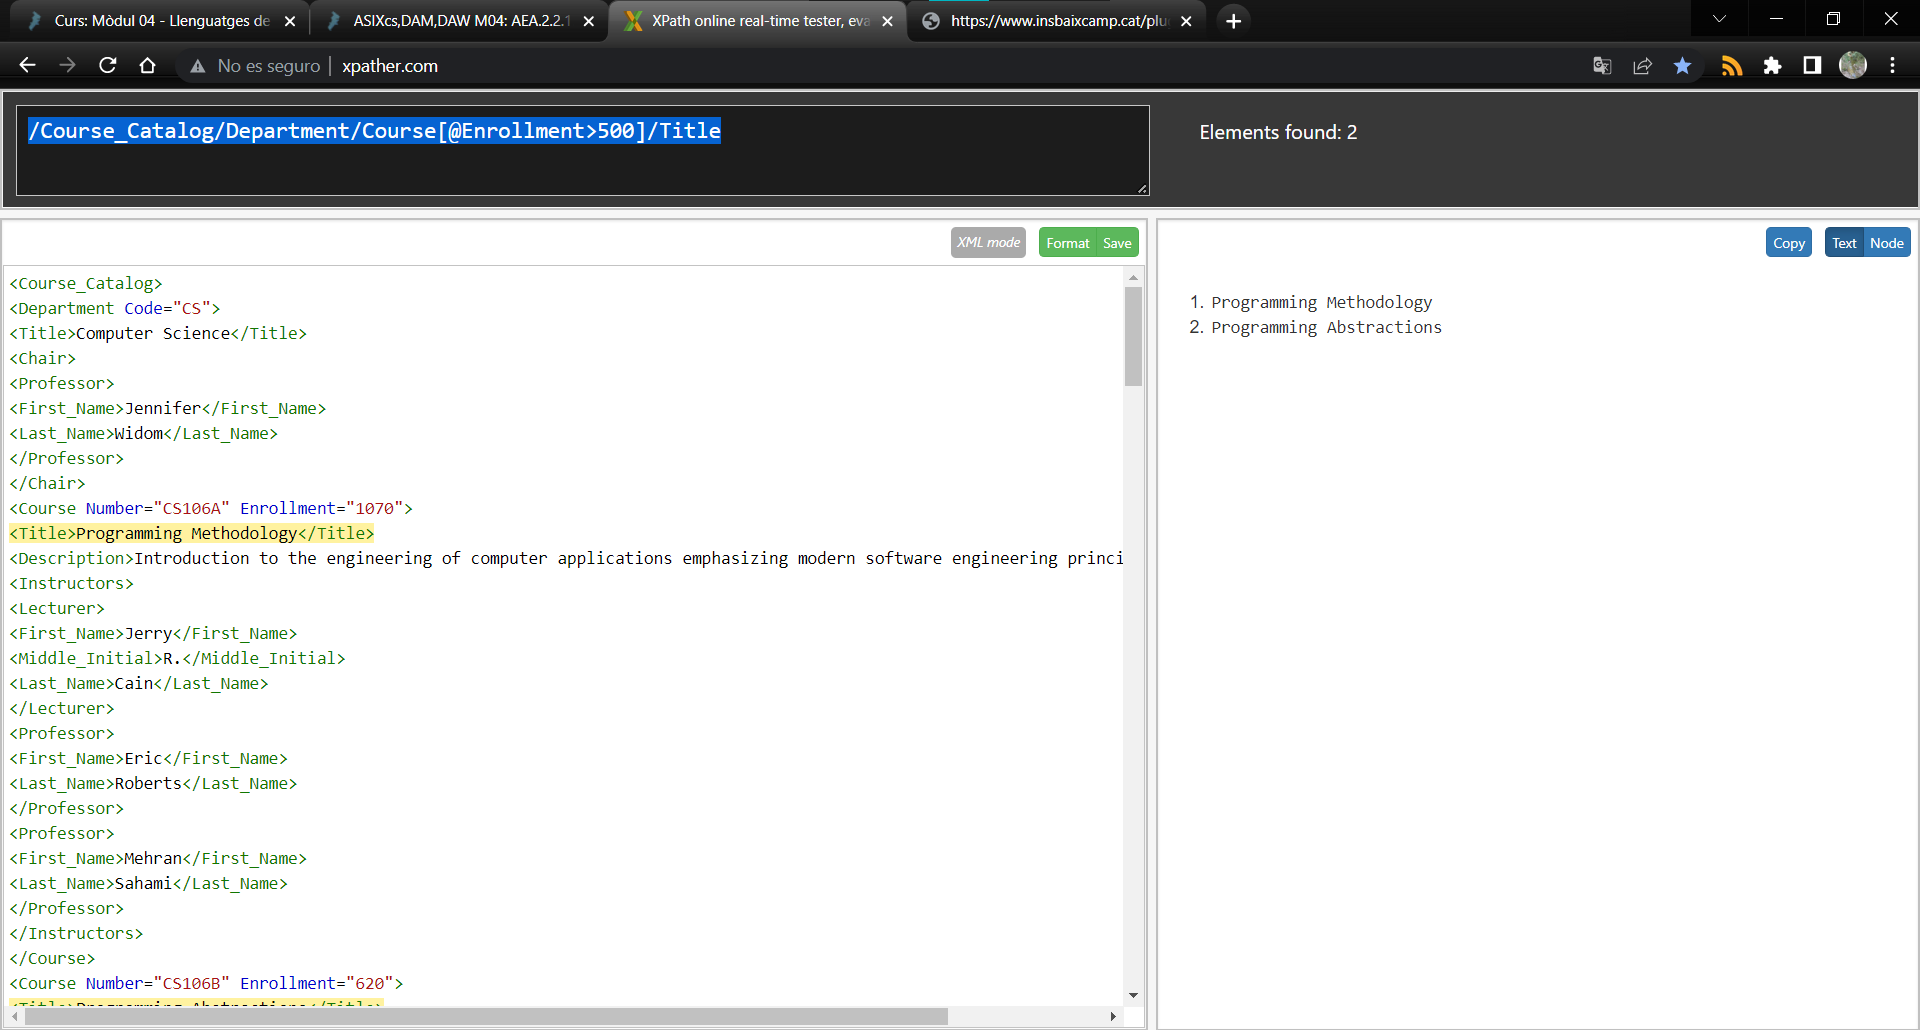 Curs: Mòdul 04 - Llenguatges de
ASIXcs,DAM,DAW M04: AEA.2.2.1
XPath online real-time tester, eva
https://www.insbaixcamp.cat/plu
No es seguro | xpather.com
/Course_Catalog/Department/Course[@Enrollment>500]/Title
Elements found: 2
XML mode
Format Save
Copy
Text Node
<Course_Catalog>
<Department Code="CS">
<Title>Computer Science</Title>
<Chair>
<Professor>
<First_Name>Jennifer</First_Name>
<Last_Name>Widom</Last_Name>
</Professor>
</Chair>
<Course Number="CS106A" Enrollment="1070">
<Title>Programming Methodology</Title>
<Description>Introduction to the engineering of computer applications emphasizing modern software engineering princi
<Instructors>
<Lecturer>
<First_Name>Jerry</First_Name>
<Middle_Initial>R.</Middle_Initial>
<Last_Name>Cain</Last_Name>
</Lecturer>
<Professor>
<First_Name>Eric</First_Name>
<Last_Name>Roberts</Last_Name>
</Professor>
<Professor>
<First_Name>Mehran</First_Name>
<Last_Name>Sahami</Last_Name>
</Professor>
</Instructors>
</Course>
<Course Number="CS106B" Enrollment="620">
<Title>Programming Abstractions</Title>
1. Programming Methodology
2. Programming Abstractions